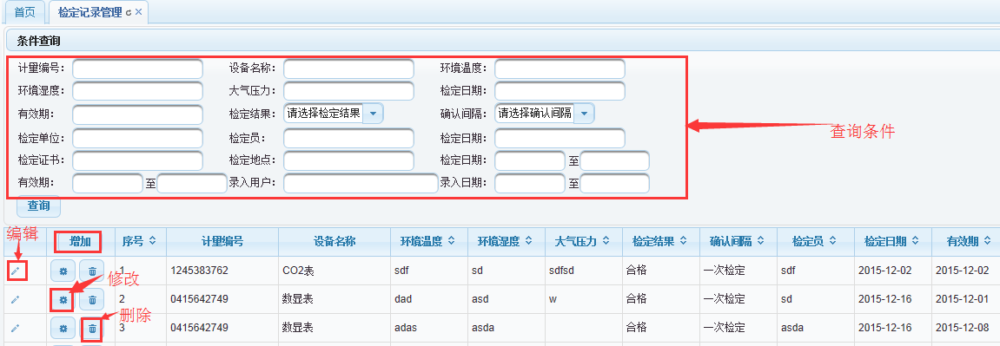 首页 检定记录管理
条件查询
计量编号： 设备名称： 环境温度：
环境湿度： 大气压力： 检定日期：
有效期： 检定结果： 请选择检定结果 确认间隔： 请选择确认间隔
查询条件
检定单位： 检定员： 检定日期：
检定证书： 检定地点： 检定日期： 至
有效期： 至 录入用户： 录入日期： 至
查询
编辑
增加 序号 计量编号 设备名称 环境温度 环境湿度 大气压力 检定结果 确认间隔 检定员 检定日期 有效期
1 1245383762 CO2表 sdf sd sdfsd 合格 一次检定 sdf 2015-12-02 2015-12-02
修改
2 0415642749 数显表 dad asd w 合格 一次检定 sd 2015-12-16 2015-12-01
删除
3 0415642749 数显表 adas asda 合格 一次检定 asda 2015-12-16 2015-12-08